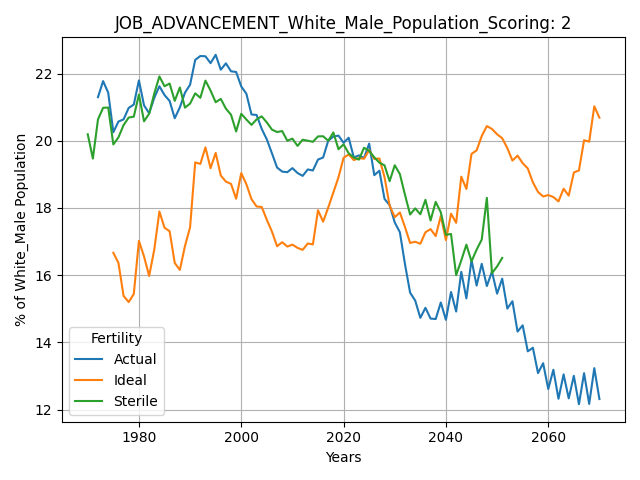 JOB_ADVANCEMENT_White_Male_Population_Scoring: 2
% of White_Male Population
22
20
18
16
14
12
Fertility
Actual
Ideal
Sterile
1980
2000
2020
2040
2060
Years